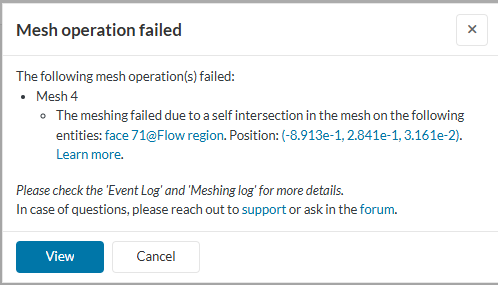 Mesh operation failed
×
The following mesh operation(s) failed:
• Mesh 4
○ The meshing failed due to a self intersection in the mesh on the following
entities: face 71@Flow region. Position: (-8.913e-1, 2.841e-1, 3.161e-2).
Learn more.
Please check the 'Event Log' and 'Meshing log' for more details.
In case of questions, please reach out to support or ask in the forum.
View Cancel